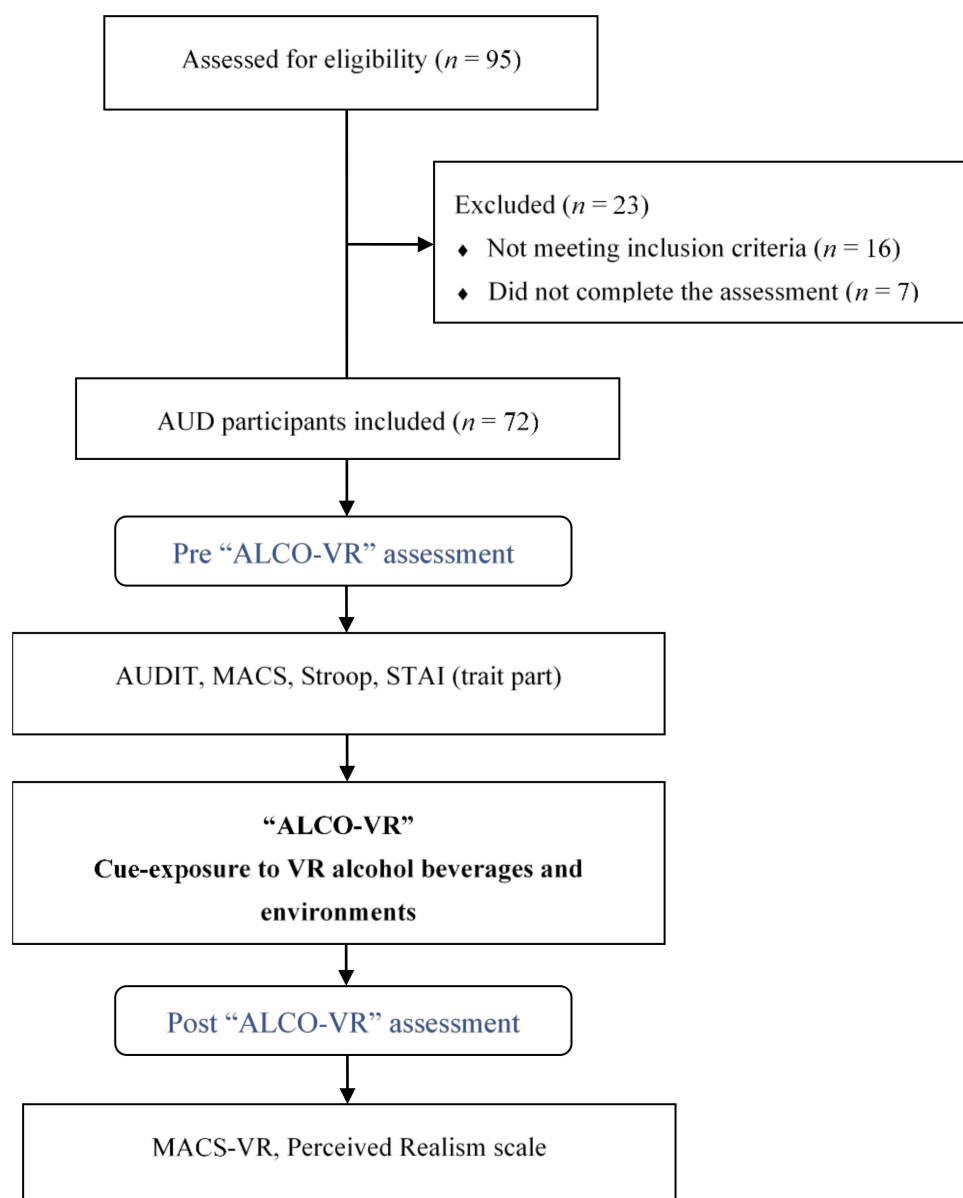 Assessed for eligibility (n = 95)
Excluded (n = 23)
♦ Not meeting inclusion criteria (n = 16)
♦ Did not complete the assessment (n = 7)
AUD participants included (n = 72)
Pre “ALCO-VR” assessment
AUDIT, MACS, Stroop, STAI (trait part)
“ALCO-VR”
Cue-exposure to VR alcohol beverages and
environments
Post “ALCO-VR” assessment
MACS-VR, Perceived Realism scale